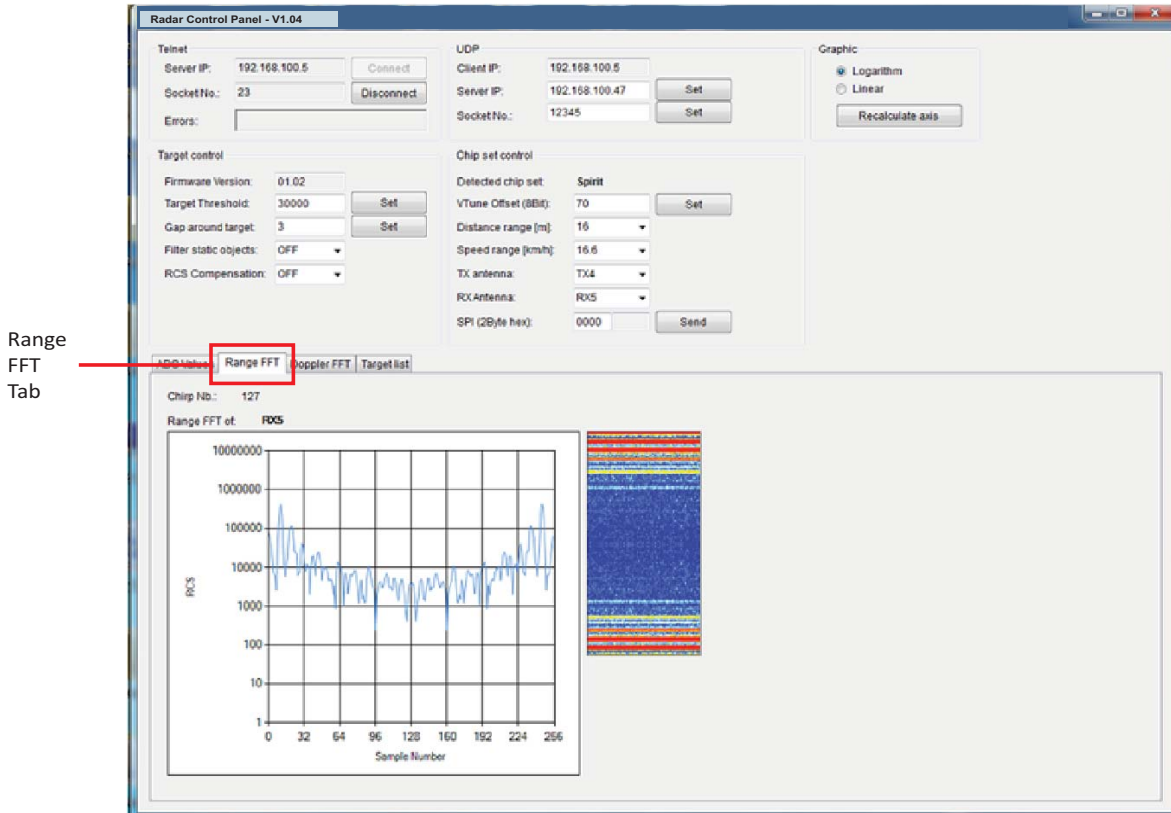 Radar Control Panel - V1.04
Telnet
Server IP: 192.168.100.5 Connect
Socket No.: 23 Disconnect
Errors:
UDP
Client IP: 192.168.100.5
Server IP: 192.168.100.47 Set
Socket No.: 12345 Set
Graphic
Logarithm
Linear
Recalculate axis
Target control
Firmware Version: 01.02
Target Threshold: 30000 Set
Gap around target: 3 Set
Filter static objects: OFF
RCS Compensation: OFF
Chip set control
Detected chip set: Spirit
VTune Offset (8Bit): 70 Set
Distance range [m]: 16
Speed range [km/h]: 16.6
TX antenna: TX4
RX Antenna: RX5
SPI (2Byte hex): 0000 Send
Range
FFT
Tab
ADC Values Range FFT Doppler FFT Target list
Chirp Nb.: 127
Range FFT of: RX5
10000000
1000000
100000
10000
1000
100
10
1
RCS
0 32 64 96 128 160 192 224 256
Sample Number